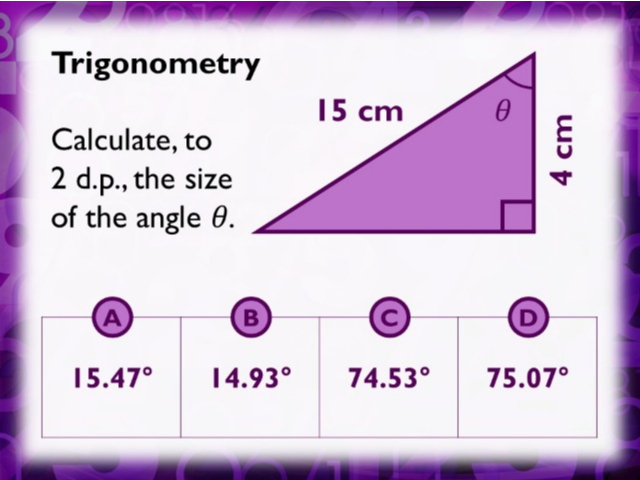 Trigonometry
15 cm
θ
4 cm
Calculate, to
2 d.p., the size
of the angle θ.
A
B
C
D
15.47°
14.93°
74.53°
75.07°